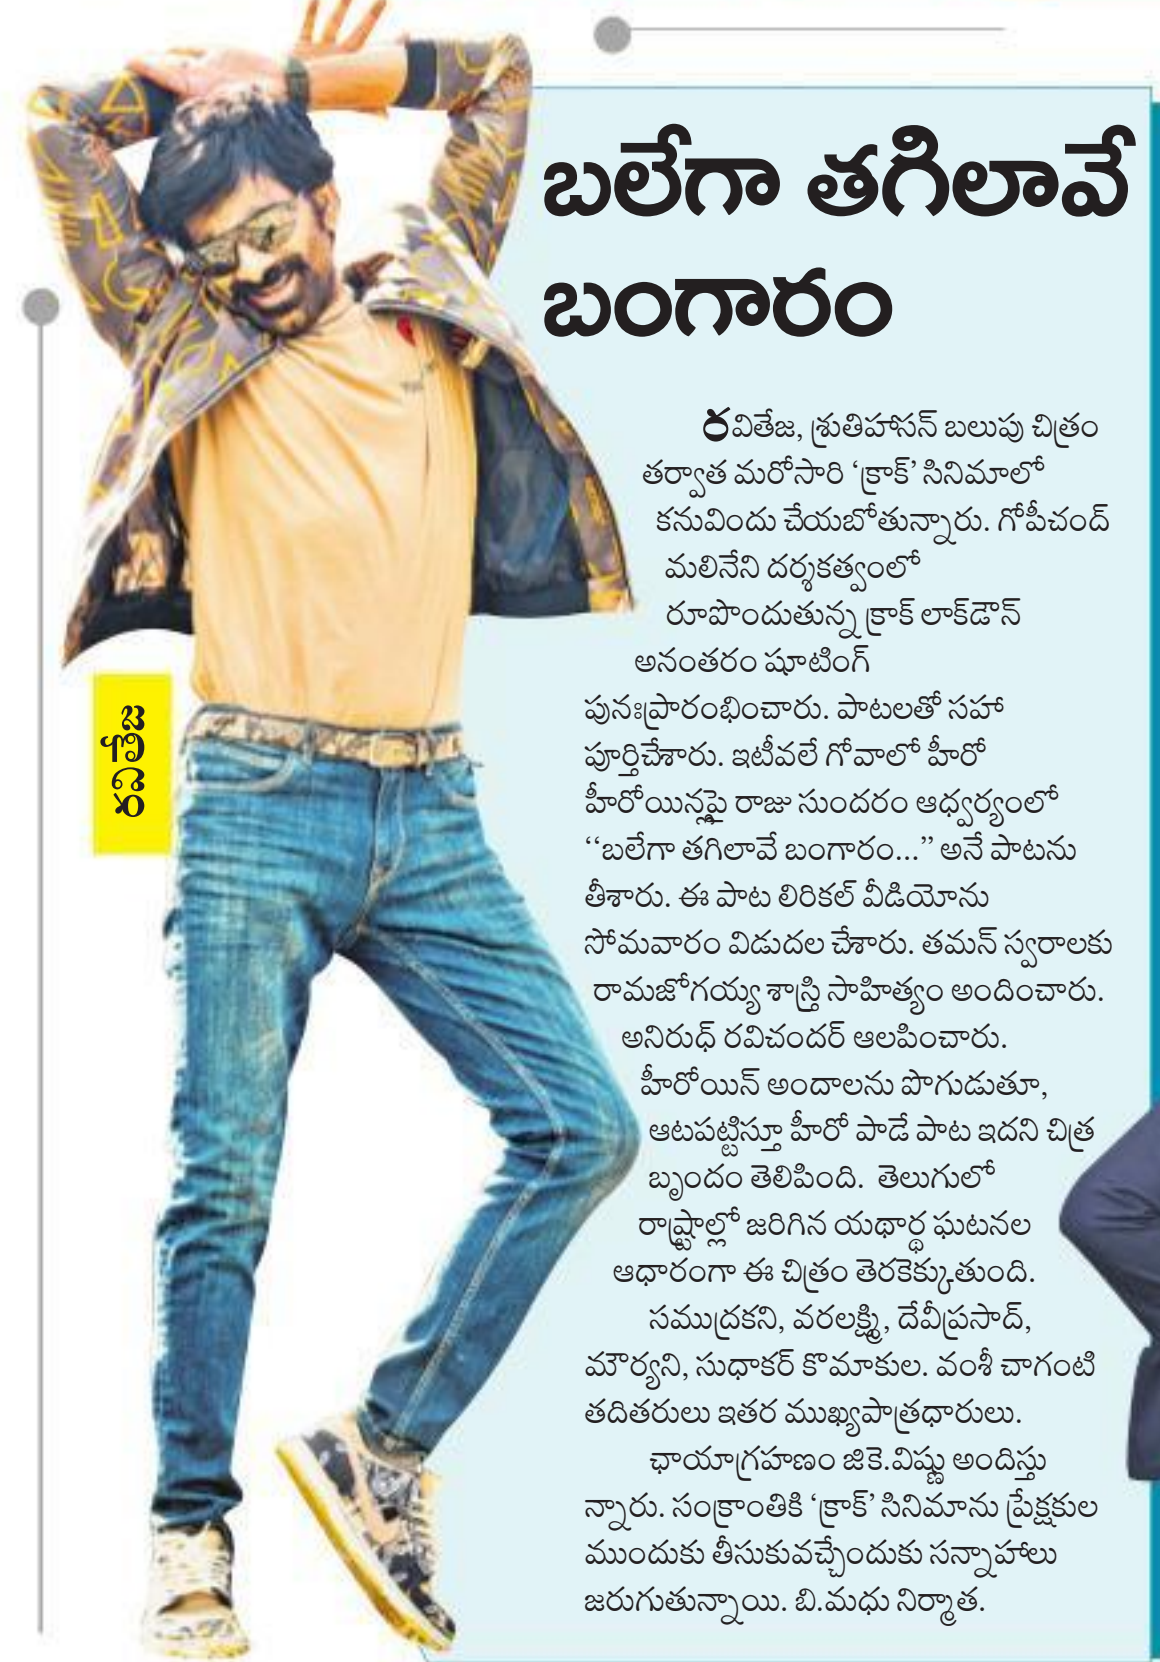 బలేగా తగిలావే
బంగారం
రవితేజ, శ్రుతిహాసన్ బలుపు చిత్రం
తర్వాత మరోసారి ‘క్రాక్’ సినిమాలో
కనువిందు చేయబోతున్నారు. గోపీచంద్
మలినేని దర్శకత్వంలో
రూపొందుతున్న క్రాక్ లాక్‌డౌన్
అనంతరం షూటింగ్
పునఃప్రారంభించారు. పాటలతో సహా
పూర్తిచేశారు. ఇటీవలే గోవాలో హీరో
హీరోయిన్లపై రాజు సుందరం ఆధ్వర్యంలో
‘‘బలేగా తగిలావే బంగారం...’’ అనే పాటను
తీశారు. ఈ పాట లిరికల్ వీడియోను
సోమవారం విడుదల చేశారు. తమన్ స్వరాలకు
రామజోగయ్య శాస్త్రి సాహిత్యం అందించారు.
అనిరుధ్ రవిచందర్ ఆలపించారు.
హీరోయిన్ అందాలను పొగుడుతూ,
ఆటపట్టిస్తూ హీరో పాడే పాట ఇదని చిత్ర
బృందం తెలిపింది. తెలుగులో
రాష్ట్రాల్లో జరిగిన యథార్థ ఘటనల
ఆధారంగా ఈ చిత్రం తెరకెక్కుతుంది.
సముద్రకని, వరలక్ష్మి, దేవీప్రసాద్,
మౌర్యని, సుధాకర్ కొమాకుల. వంశీ చాగంటి
తదితరులు ఇతర ముఖ్యపాత్రధారులు.
ఛాయాగ్రహణం జికె.విష్ణు అందిస్తు
న్నారు. సంక్రాంతికి ‘క్రాక్’ సినిమాను ప్రేక్షకుల
ముందుకు తీసుకువచ్చేందుకు సన్నాహాలు
జరుగుతున్నాయి. బి.మధు నిర్మాత.
రవితేజ